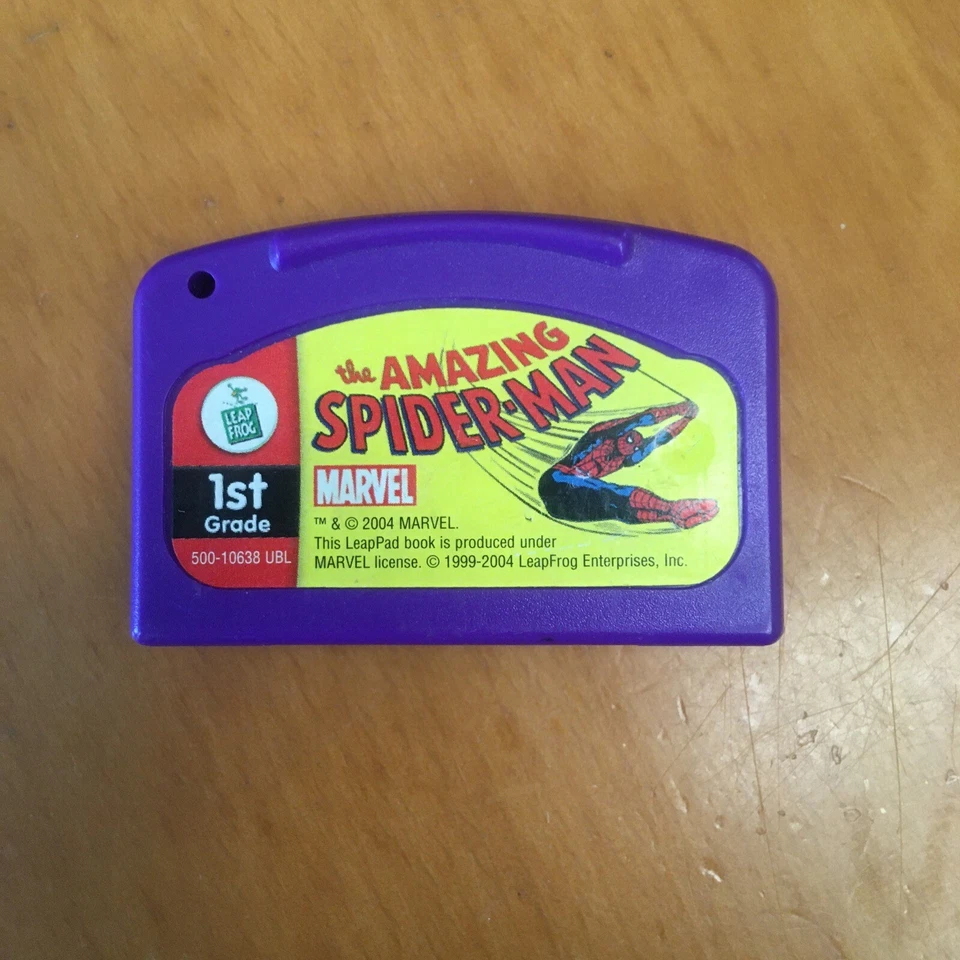 LEAP
FROG
1st
Grade
500-10638 UBL
the AMAZING
SPIDER-MAN
MARVEL
™ & © 2004 MARVEL.
This LeapPad book is produced under
MARVEL license. © 1999-2004 LeapFrog Enterprises, Inc.